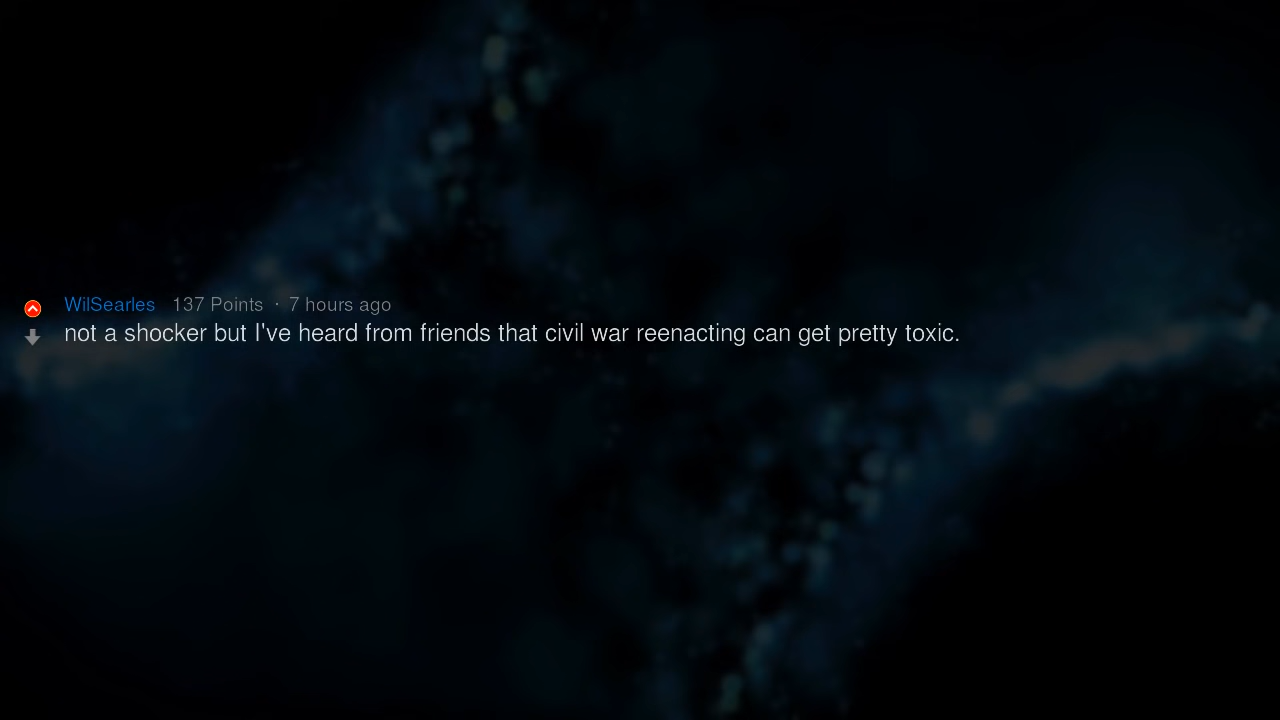 WilSearles 137 Points · 7 hours ago
not a shocker but I've heard from friends that civil war reenacting can get pretty toxic.